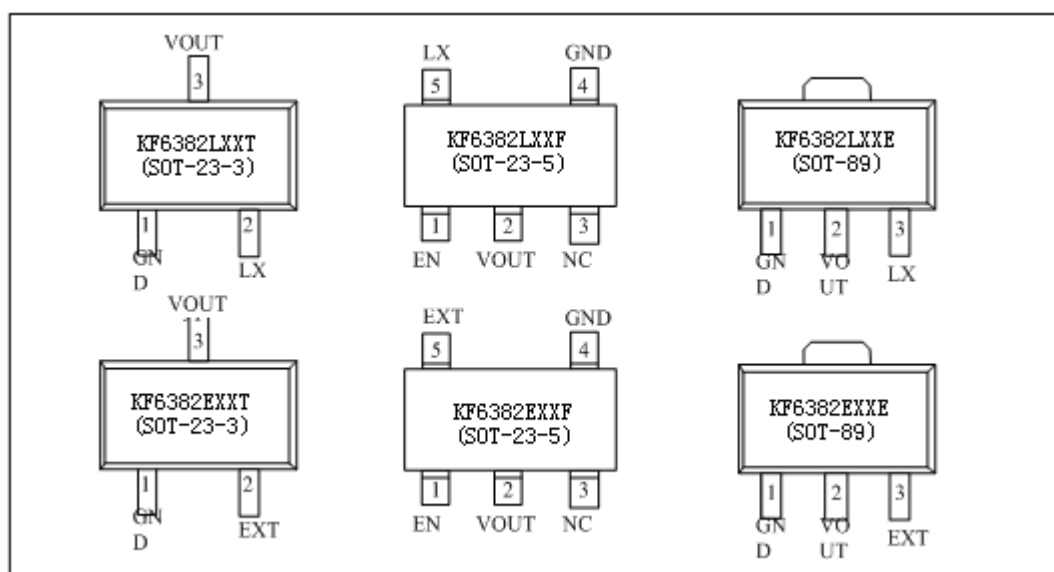 VOUT
3
KF6382LXXT
(SOT-23-3)
1
2
GN
D
LX
LX
GND
5
4
KF6382LXXF
(SOT-23-5)
1
2
3
EN
VOUT
NC
KF6382LXXE
(SOT-89)
1
2
3
GN
D
VO
UT
LX
VOUT
3
KF6382EXXT
(SOT-23-3)
1
2
GN
D
EXT
EXT
GND
5
4
KF6382EXXF
(SOT-23-5)
1
2
3
EN
VOUT
NC
KF6382EXXE
(SOT-89)
1
2
3
GN
D
VO
UT
EXT